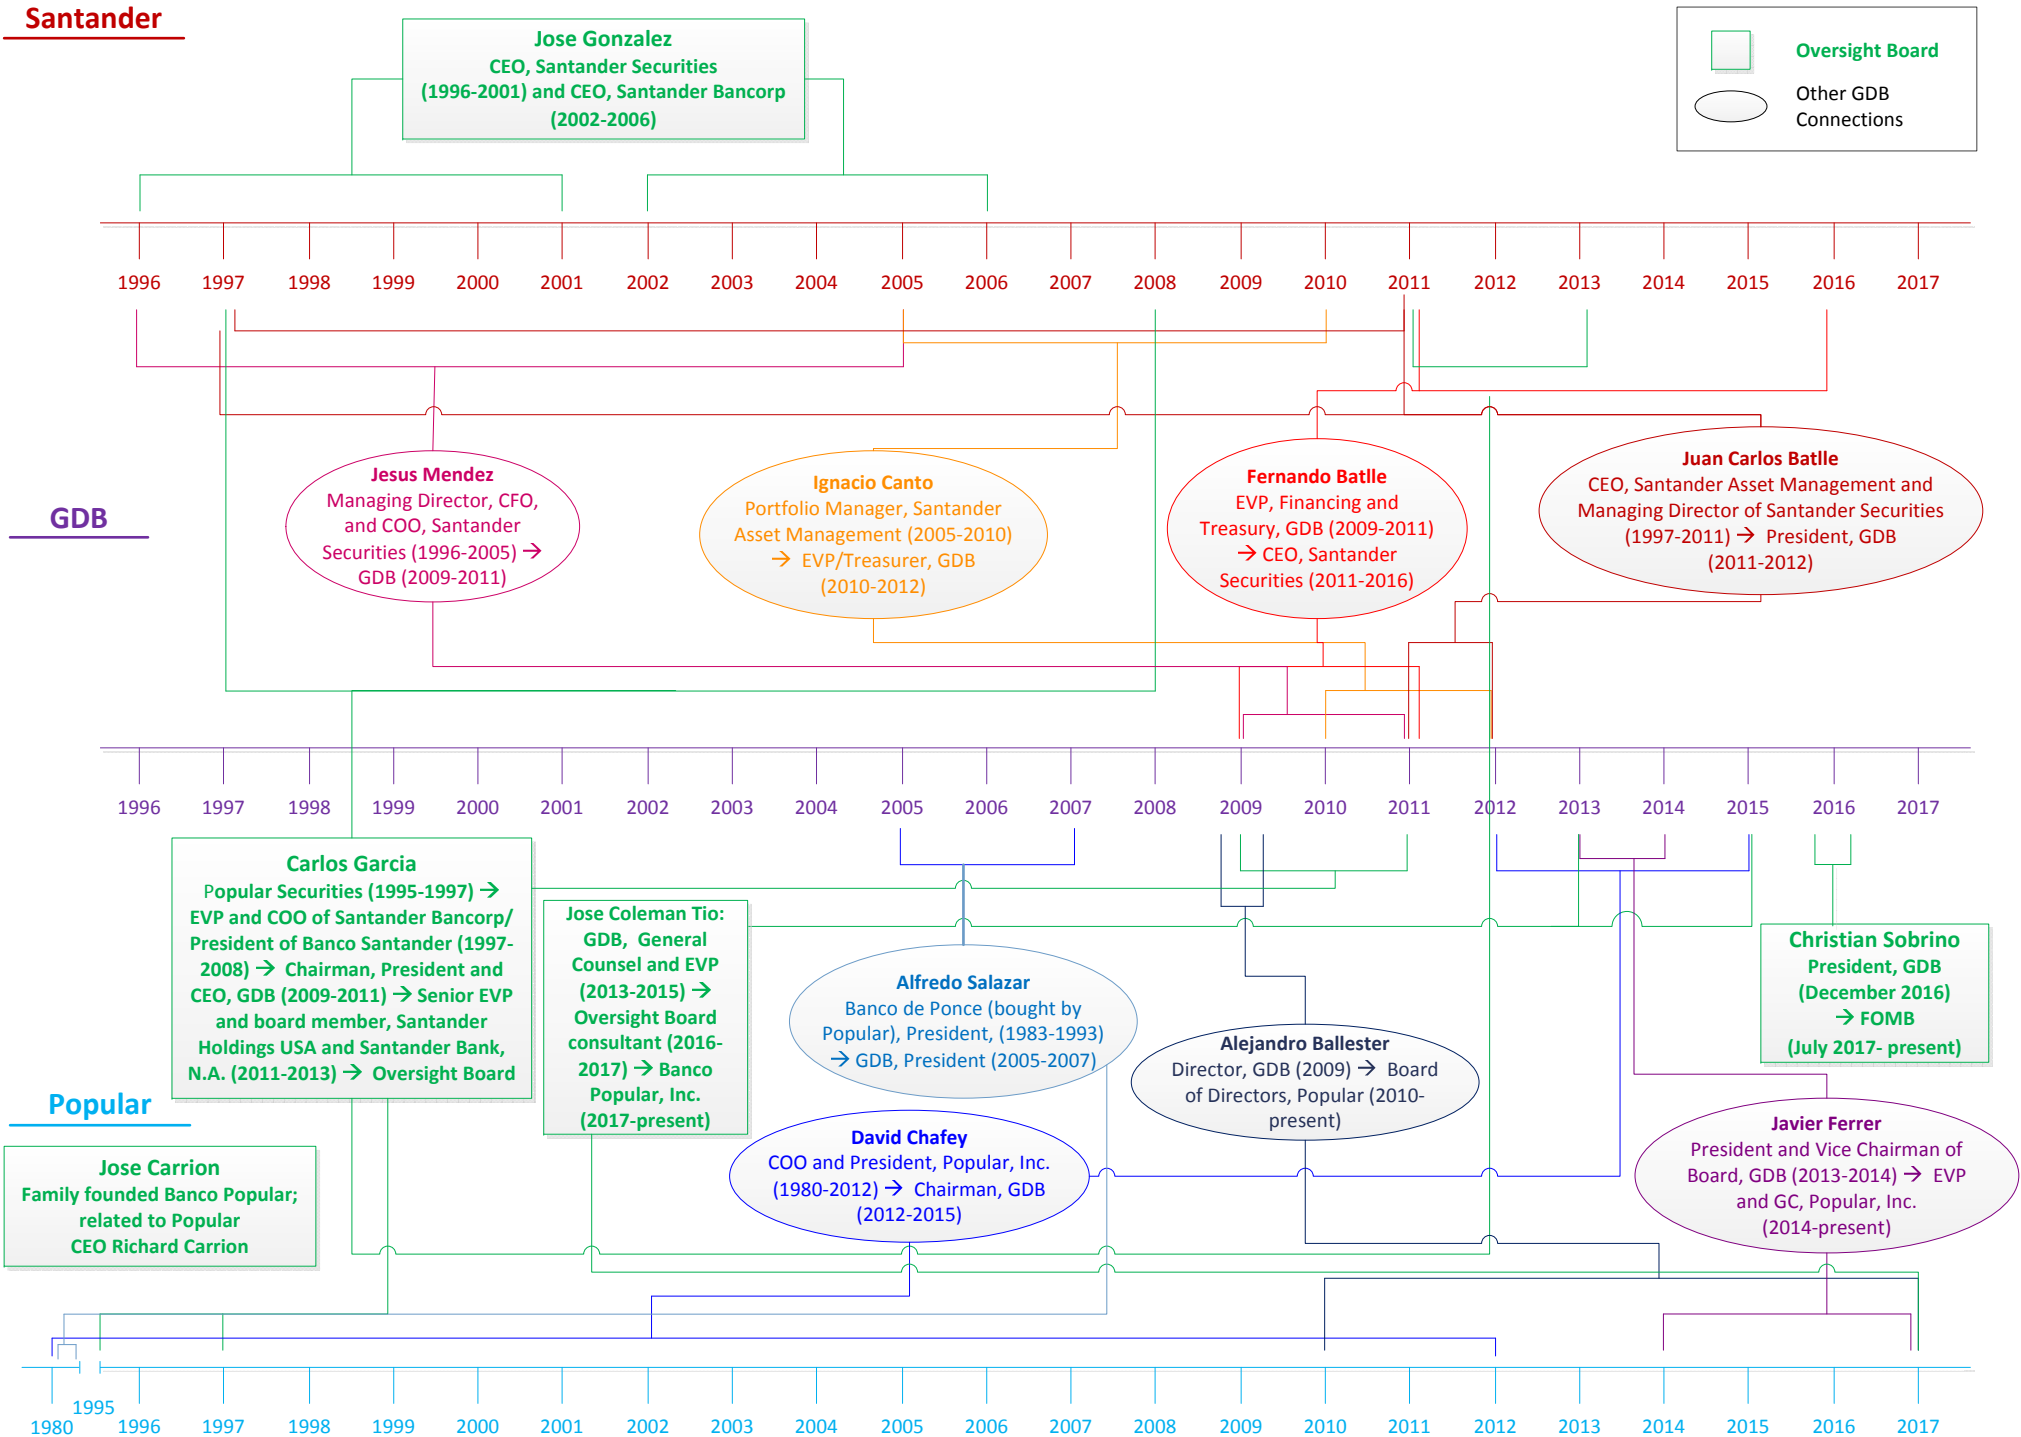 Santander
Jose Gonzalez
CEO, Santander Securities
(1996-2001) and CEO, Santander Bancorp
(2002-2006)
Oversight Board
Other GDB
Connections
1996 1997 1998 1999 2000 2001 2002 2003 2004 2005 2006 2007 2008 2009 2010 2011 2012 2013 2014 2015 2016 2017
GDB
Jesus Mendez
Managing Director, CFO,
and COO, Santander
Securities (1996-2005) →
GDB (2009-2011)
Ignacio Canto
Portfolio Manager, Santander
Asset Management (2005-2010)
→ EVP/Treasurer, GDB
(2010-2012)
Fernando Batlle
EVP, Financing and
Treasury, GDB (2009-2011)
→ CEO, Santander
Securities (2011-2016)
Juan Carlos Batlle
CEO, Santander Asset Management and
Managing Director of Santander Securities
(1997-2011) → President, GDB
(2011-2012)
1996 1997 1998 1999 2000 2001 2002 2003 2004 2005 2006 2007 2008 2009 2010 2011 2012 2013 2014 2015 2016 2017
Carlos Garcia
Popular Securities (1995-1997) →
EVP and COO of Santander Bancorp/
President of Banco Santander (1997-
2008) → Chairman, President and
CEO, GDB (2009-2011) → Senior EVP
and board member, Santander
Holdings USA and Santander Bank,
N.A. (2011-2013) → Oversight Board
Jose Coleman Tio:
GDB, General
Counsel and EVP
(2013-2015) →
Oversight Board
consultant (2016-
2017) → Banco
Popular, Inc.
(2017-present)
Alfredo Salazar
Banco de Ponce (bought by
Popular), President, (1983-1993)
→ GDB, President (2005-2007)
Alejandro Ballester
Director, GDB (2009) → Board
of Directors, Popular (2010-
present)
Christian Sobrino
President, GDB
(December 2016)
→ FOMB
(July 2017- present)
Popular
Jose Carrion
Family founded Banco Popular;
related to Popular
CEO Richard Carrion
David Chafey
COO and President, Popular, Inc.
(1980-2012) → Chairman, GDB
(2012-2015)
Javier Ferrer
President and Vice Chairman of
Board, GDB (2013-2014) → EVP
and GC, Popular, Inc.
(2014-present)
1980 1995 1996 1997 1998 1999 2000 2001 2002 2003 2004 2005 2006 2007 2008 2009 2010 2011 2012 2013 2014 2015 2016 2017